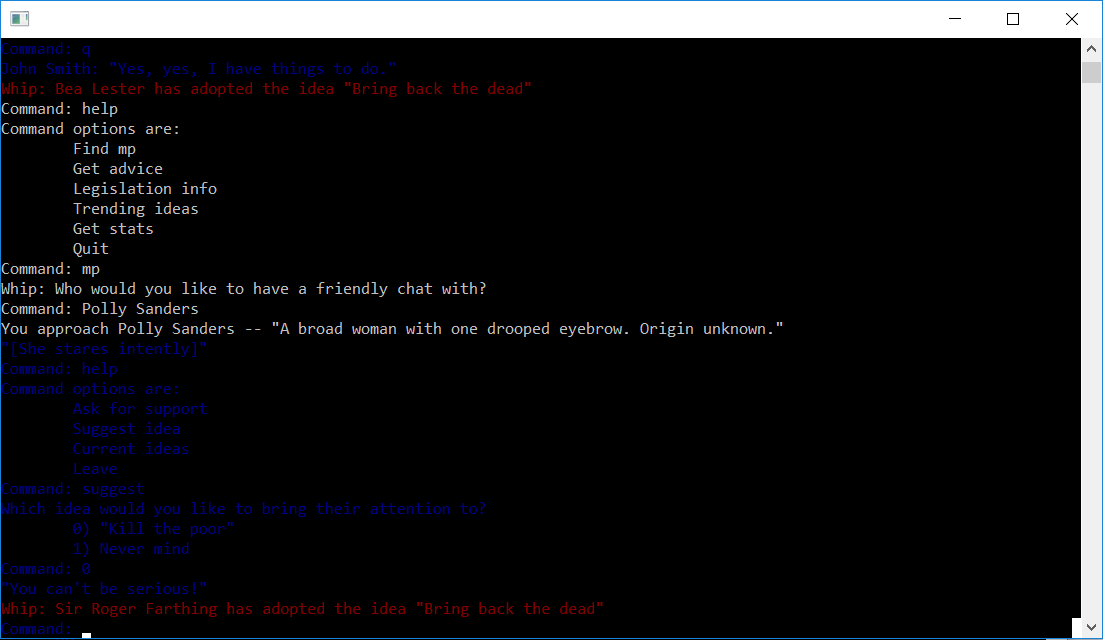 Command: q
John Smith: "Yes, yes, I have things to do."
Whip: Bea Lester has adopted the idea "Bring back the dead"
Command: help
Command options are:
Find mp
Get advice
Legislation info
Trending ideas
Get stats
Quit
Command: mp
Whip: Who would you like to have a friendly chat with?
Command: Polly Sanders
You approach Polly Sanders -- "A broad woman with one drooped eyebrow. Origin unknown."
"[She stares intently]"
Command: help
Command options are:
Ask for support
Suggest idea
Current ideas
Leave
Command: suggest
Which idea would you like to bring their attention to?
0) "Kill the poor"
1) Never mind
Command: 0
"You can't be serious!"
Whip: Sir Roger Farthing has adopted the idea "Bring back the dead"
Command: